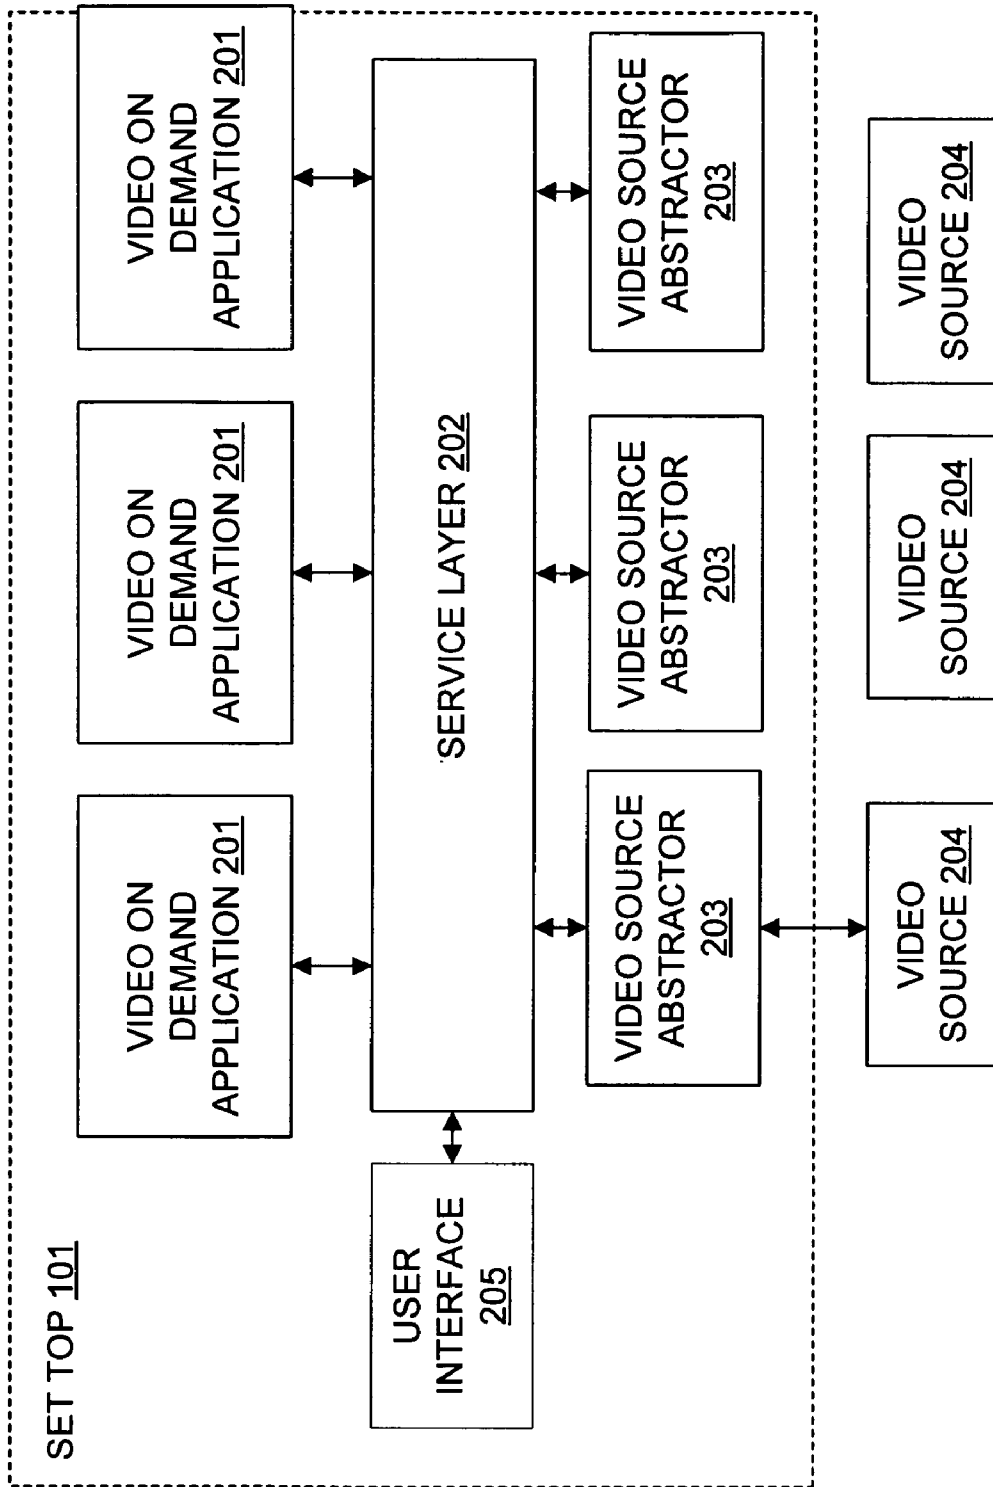 SET TOP 101
VIDEO ON
DEMAND
APPLICATION 201
VIDEO ON
DEMAND
APPLICATION 201
VIDEO ON
DEMAND
APPLICATION 201
USER
INTERFACE
205
SERVICE LAYER 202
VIDEO SOURCE
ABSTRACTOR
203
VIDEO SOURCE
ABSTRACTOR
203
VIDEO SOURCE
ABSTRACTOR
203
VIDEO
SOURCE 204
VIDEO
SOURCE 204
VIDEO
SOURCE 204